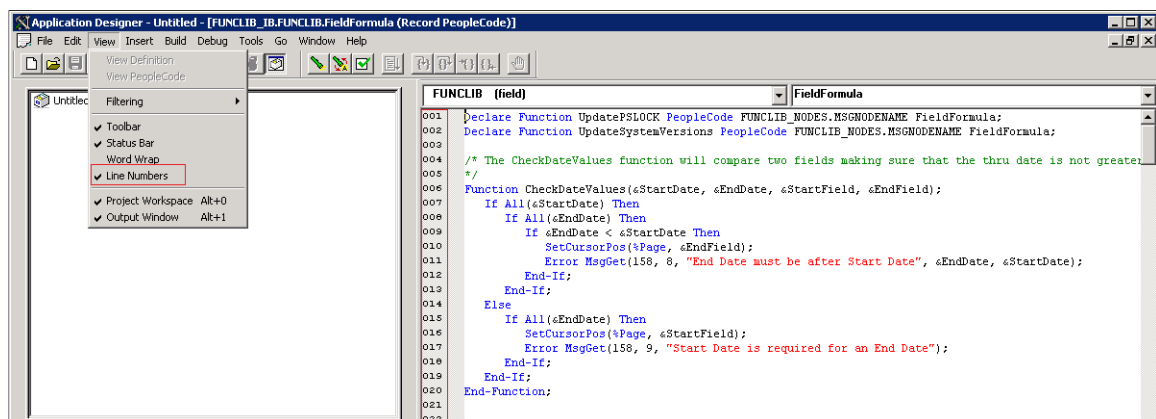 Application Designer - Untitled - [FUNCLIB_IB.FUNCLIB.FieldFormula (Record PeopleCode)]
File Edit View Insert Build Debug Tools Go Window Help
View Definition
View PeopleCode
Filtering
Toolbar
Status Bar
Word Wrap
Line Numbers
Project Workspace Alt+0
Output Window Alt+1
Untitled
FUNCLIB (field)
FieldFormula
001 Declare Function UpdatePSLOCK PeopleCode FUNCLIB_NODES.MSGNODENAME FieldFormula;
002 Declare Function UpdateSystemVersions PeopleCode FUNCLIB_NODES.MSGNODENAME FieldFormula;
003
004 /* The CheckDateValues function will compare two fields making sure that the thru date is not greater
005 */
006 Function CheckDateValues(&StartDate, &EndDate, &StartField, &EndField);
007 If All(&StartDate) Then
008 If All(&EndDate) Then
009 If &EndDate < &StartDate Then
010 SetCursorPos(%Page, &EndField);
011 Error MsgGet(158, 8, "End Date must be after Start Date", &EndDate, &StartDate);
012 End-If;
013 End-If;
014 Else
015 If All(&EndDate) Then
016 SetCursorPos(%Page, &StartField);
017 Error MsgGet(158, 9, "Start Date is required for an End Date");
018 End-If;
019 End-If;
020 End-Function;
021